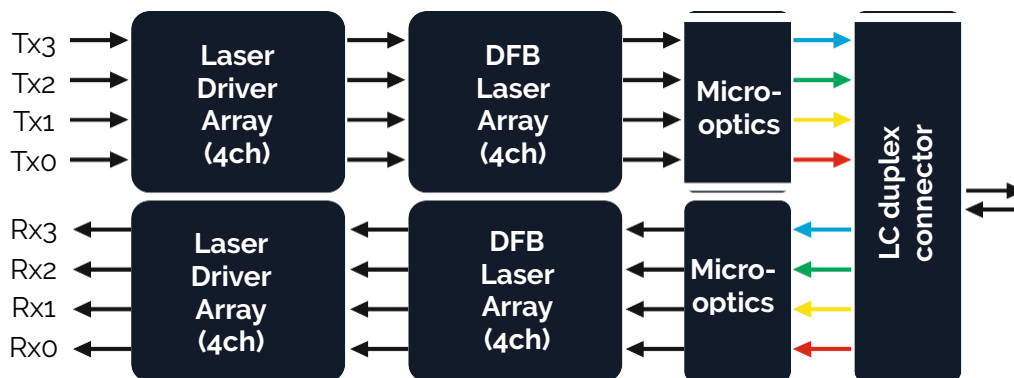 Tx3
Tx2
Tx1
Tx0
Laser
Driver
Array
(4ch)
DFB
Laser
Array
(4ch)
Micro-
optics
LC duplex
connector
Rx3
Rx2
Rx1
Rx0
Laser
Driver
Array
(4ch)
DFB
Laser
Array
(4ch)
Micro-
optics